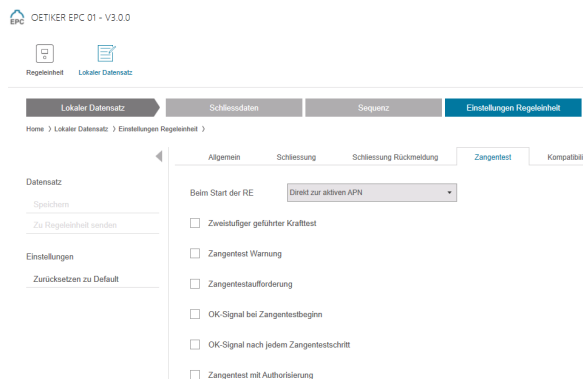 EPC OETIKER EPC 01 - V3.0.0
Regeleinheit Lokaler Datensatz
Lokaler Datensatz Schliessdaten Sequenz Einstellungen Regeleinheit
Home > Lokaler Datensatz > Einstellungen Regeleinheit >
Allgemein Schliessung Schliessung Rückmeldung Zangentest Kompatibili
Datensatz
Speichern
Zu Regeleinheit senden
Einstellungen
Zurücksetzen zu Default
Beim Start der RE Direkt zur aktiven APN
Zweistufiger geführter Krafttest
Zangentest Warnung
Zangentestaufforderung
OK-Signal bei Zangentestbeginn
OK-Signal nach jedem Zangentestschritt
Zangentest mit Authorisierung